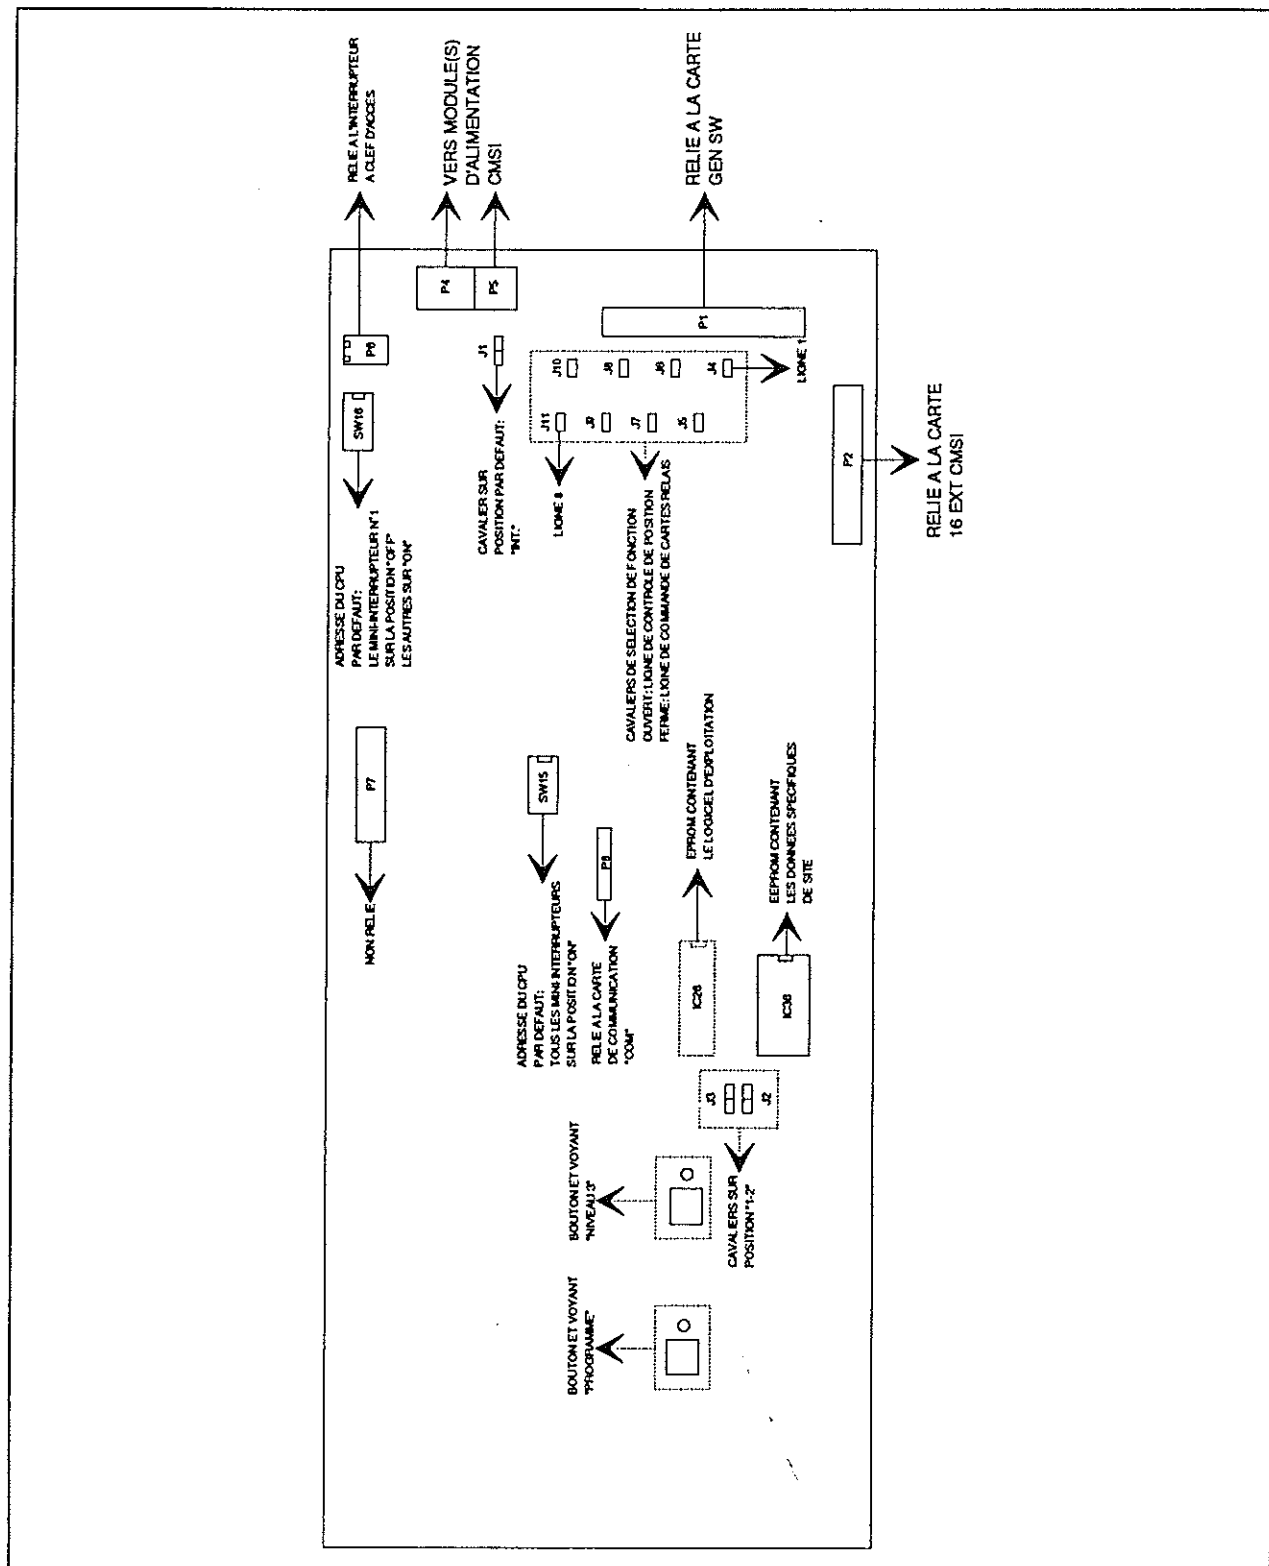 RELIE A L'INTERRUPTEUR
A CLEF D'ACCES
VERS MODULE(S)
D'ALIMENTATION
CMSI
RELIE A LA CARTE
GEN SW
P6
P4
P5
P1
SW16
J1
J10
J8
J6
J4
LIGNE 1
J11
J9
J7
J5
P2
RELIE A LA CARTE
16 EXT CMSI
ADRESSE DU CPU
PAR DEFAUT:
LE MINI-INTERRUPTEUR N°1
SUR LA POSITION "OFF"
LES AUTRES SUR "ON"
CAVALIER SUR
POSITION PAR DEFAUT:
"INT."
LIGNE 8
CAVALIERS DE SELECTION DE FONCTION
OUVERT: LIGNE DE CONTROLE DE POSITION
FERME: LIGNE DE COMMANDE DE CARTES RELAIS
P7
NON RELIE
SW15
ADRESSE DU CPU
PAR DEFAUT:
TOUS LES MINI-INTERRUPTEURS
SUR LA POSITION "ON"
P8
RELIE A LA CARTE
DE COMMUNICATION
"COM"
EPROM CONTENANT
LE LOGICIEL D'EXPLOITATION
IC26
EEPROM CONTENANT
LES DONNEES SPECIFIQUES
DE SITE
IC36
J3
J2
CAVALIERS SUR
POSITION "1-2"
BOUTON ET VOYANT
"NIVEAU 3"
BOUTON ET VOYANT
"PROGRAMME"